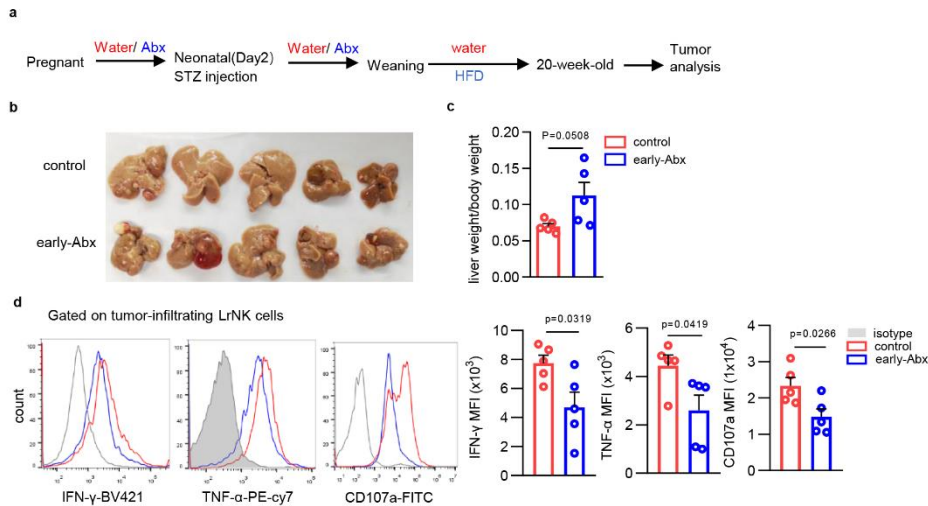 a
Water/ Abx
Water/ Abx
water
Pregnant
Neonatal(Day2)
STZ injection
Weaning
HFD
20-week-old
Tumor
analysis
b
control
early-Abx
c
liver weight/body weight
0.20
0.15
0.10
0.05
0.00
P=0.0508
control
early-Abx
d
Gated on tumor-infiltrating LrNK cells
count
IFN-γ-BV421
TNF-α-PE-cy7
CD107a-FITC
IFN-γ MFI (x10³)
10
8
6
4
2
0
p=0.0319
TNF-α MFI (x10³)
6
4
2
0
p=0.0419
CD107a MFI (1x10⁴)
4
3
2
1
0
p=0.0266
isotype
control
early-Abx